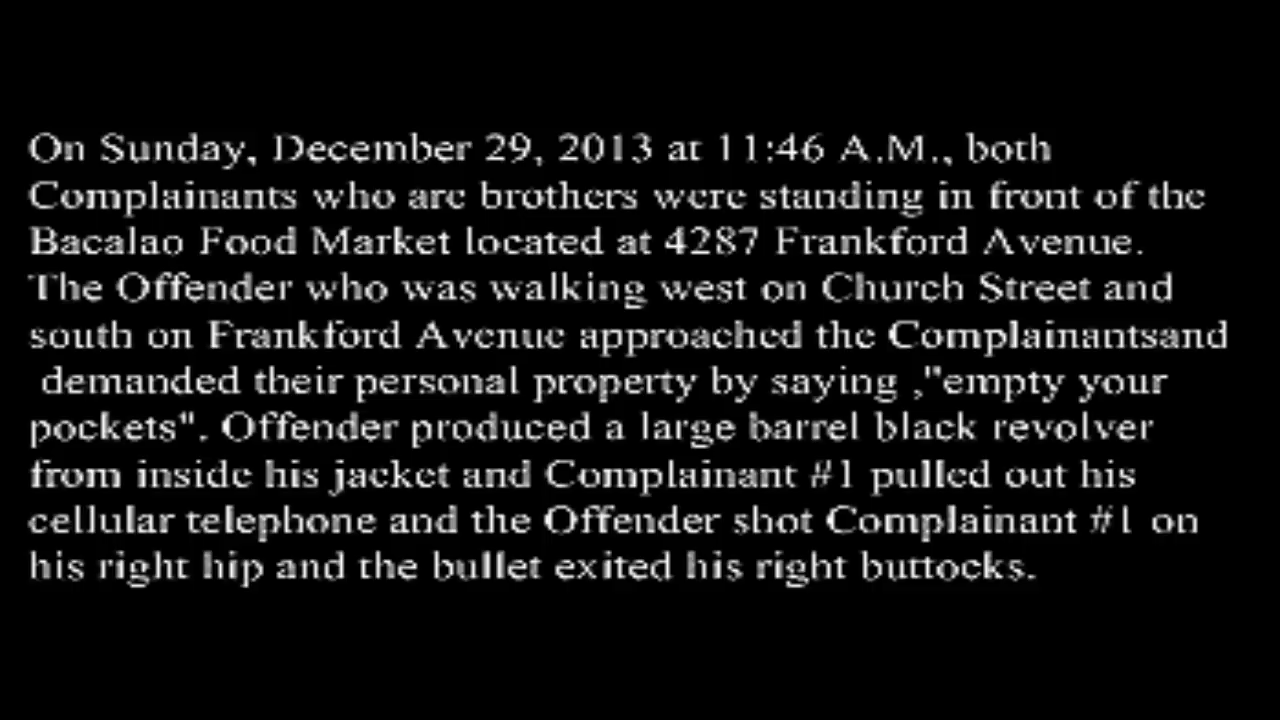 On Sunday, December 29, 2013 at 11:46 A.M., both
Complainants who are brothers were standing in front of the
Bacalao Food Market located at 4287 Frankford Avenue.
The Offender who was walking west on Church Street and
south on Frankford Avenue approached the Complainantsand
demanded their personal property by saying ,"empty your
pockets". Offender produced a large barrel black revolver
from inside his jacket and Complainant #1 pulled out his
cellular telephone and the Offender shot Complainant #1 on
his right hip and the bullet exited his right buttocks.